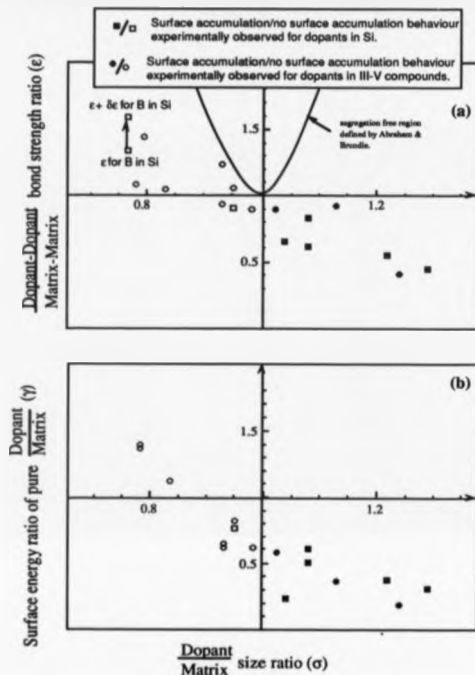 ■/□ Surface accumulation/no surface accumulation behaviour
experimentally observed for dopants in Si.
●/○ Surface accumulation/no surface accumulation behaviour
experimentally observed for dopants in III-V compounds.
(a)
ε+ δε for B in Si
ε for B in Si
1.5
segregation free region
defined by Abraham &
Brundle.
0.8
1.2
0.5
Dopant-Dopant
Matrix-Matrix
bond strength ratio (ε)
(b)
1.5
0.8
1.2
0.5
Surface energy ratio of pure Dopant
Matrix
(γ)
Dopant
Matrix
size ratio (σ)